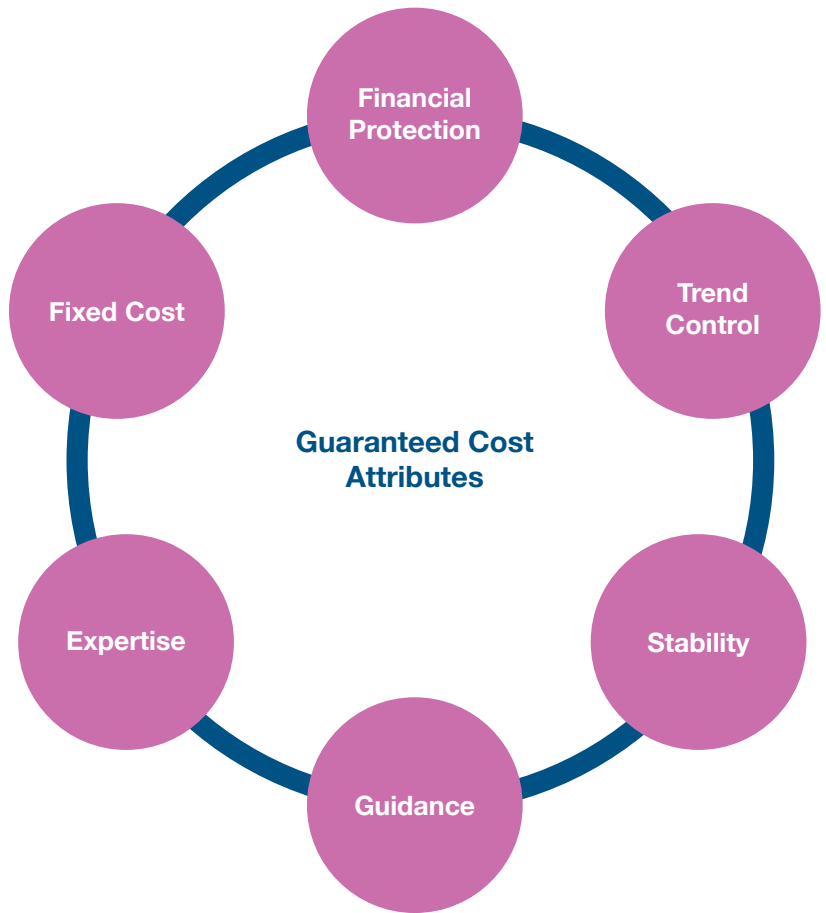 Financial
Protection
Trend
Control
Fixed Cost
Guaranteed Cost
Attributes
Expertise
Stability
Guidance